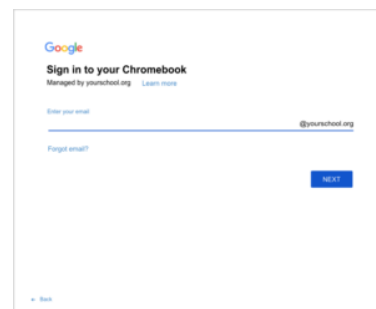 Google
Sign in to your Chromebook
Managed by yourschool.org Learn more
Enter your email
@yourschool.org
Forgot email?
NEXT
Back